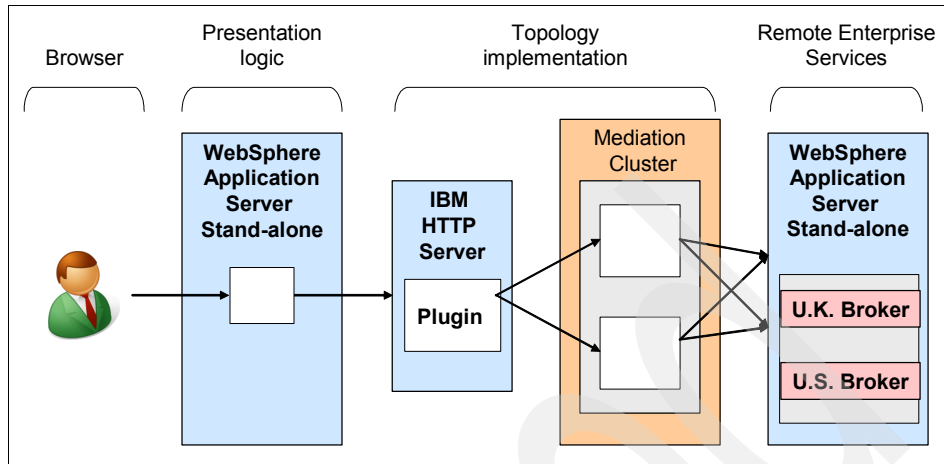 Browser
Presentation
logic
Topology
implementation
Remote Enterprise
Services
WebSphere
Application
Server
Stand-alone
IBM
HTTP
Server
Plugin
Mediation
Cluster
WebSphere
Application
Server
Stand-alone
U.K. Broker
U.S. Broker